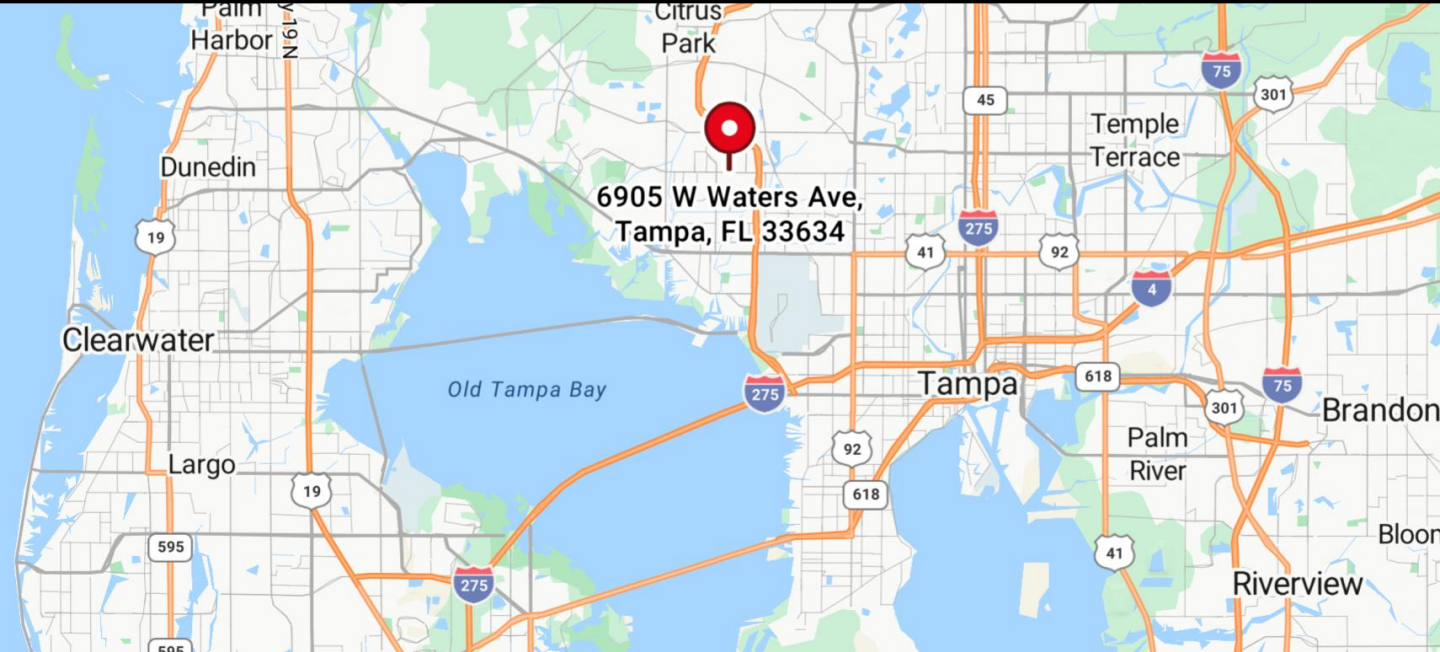 Palm
Harbor
y 19 N
Citrus
Park
75
301
45
Temple
Terrace
Dunedin
6905 W Waters Ave,
Tampa, FL 33634
19
275
41
92
4
Clearwater
Old Tampa Bay
275
Tampa
618
75
301
Brandon
Palm
River
92
Largo
19
618
Bloon
595
41
275
Riverview
595